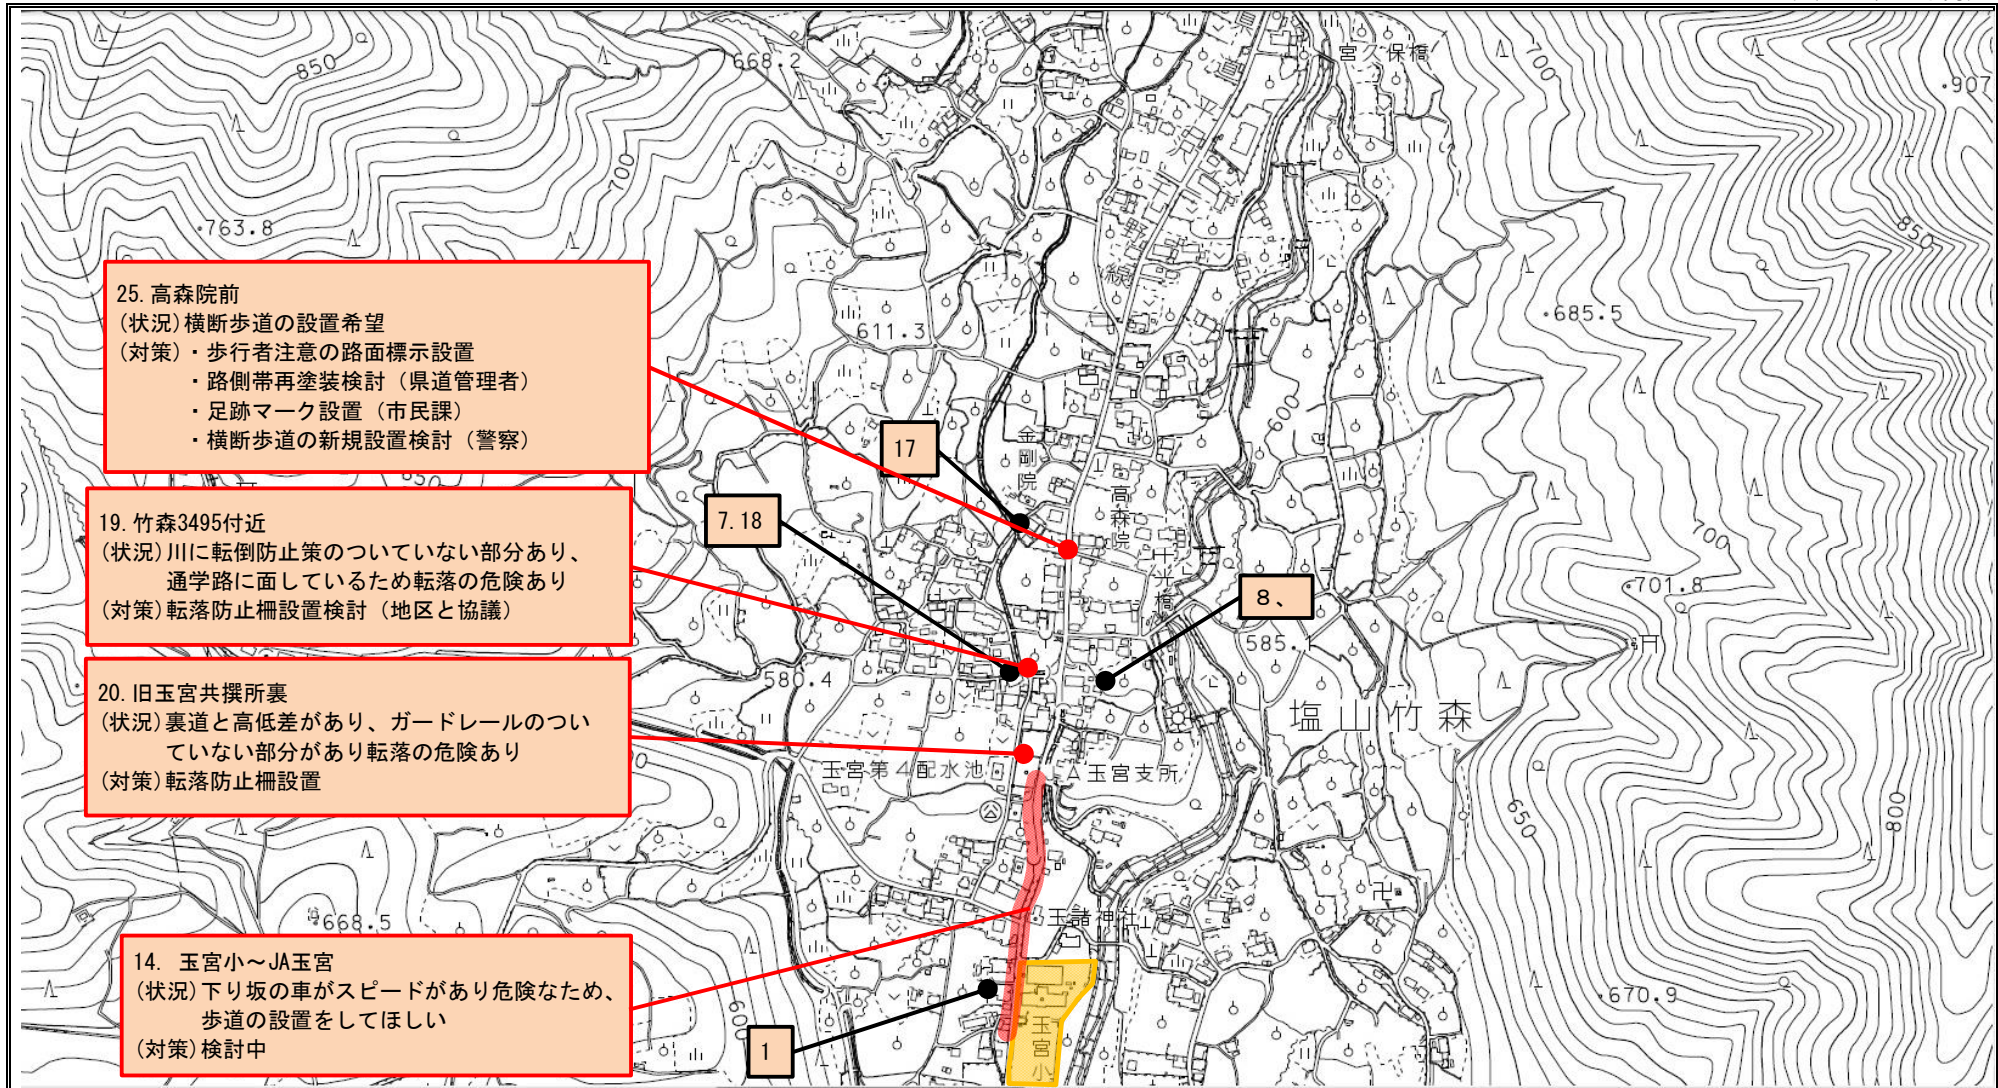 宮ノ保橋
668.2
850
700
700
907
763.8
850
25. 高森院前
(状況)横断歩道の設置希望
(対策)・歩行者注意の路面標示設置
・路側帯再塗装検討（県道管理者）
・足跡マーク設置（市民課）
・横断歩道の新規設置検討（警察）
野
線
611.3
685.5
600
17
金剛院
高森院
850
7.18
19. 竹森3495付近
(状況)川に転倒防止策のついていない部分あり、
通学路に面しているため転落の危険あり
(対策)転落防止柵設置検討（地区と協議）
700
701.8
8、
585.1
580.4
塩山竹森
20. 旧玉宮共撰所裏
(状況)裏道と高低差があり、ガードレールのつい
ていない部分があり転落の危険あり
(対策)転落防止柵設置
玉宮第4配水池
A玉宮支所
650
800
668.5
玉諸神社
14. 玉宮小～JA玉宮
(状況)下り坂の車がスピードがあり危険なため、
歩道の設置をしてほしい
(対策)検討中
670.9
1
玉宮小